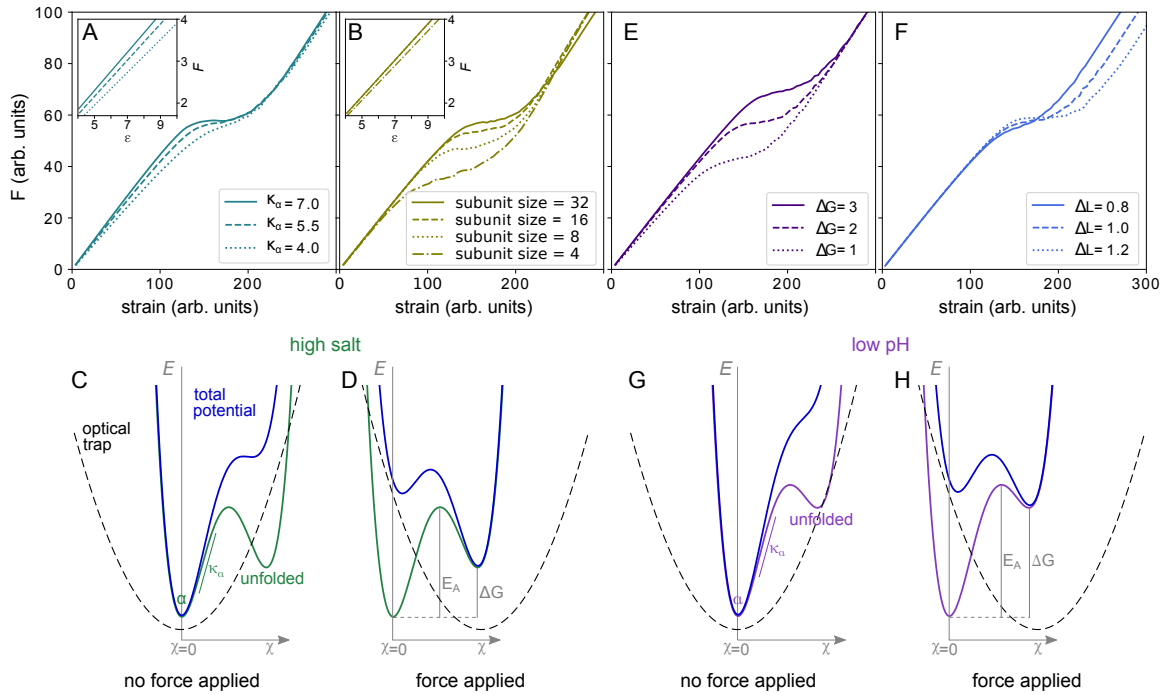 A
B
E
F
F (arb. units)
100
80
60
40
20
0
4
3
2
F
5
7
9
ε
κα = 7.0
κα = 5.5
κα = 4.0
4
3
2
F
5
7
9
subunit size = 32
subunit size = 16
subunit size = 8
subunit size = 4
ΔG= 3
ΔG= 2
ΔG= 1
ΔL= 0.8
ΔL= 1.0
ΔL= 1.2
0 100 200
0 100 200
100 200
0 100 200 300
strain (arb. units)
strain (arb. units)
strain (arb. units)
strain (arb. units)
high salt
low pH
C
E
total
potential
optical
trap
κα
unfolded
α
χ=0
χ
no force applied
D
E_A
ΔG
χ=0
χ
force applied
G
E
κα
unfolded
α
χ=0
χ
no force applied
H
E_A
ΔG
χ=0
χ
force applied